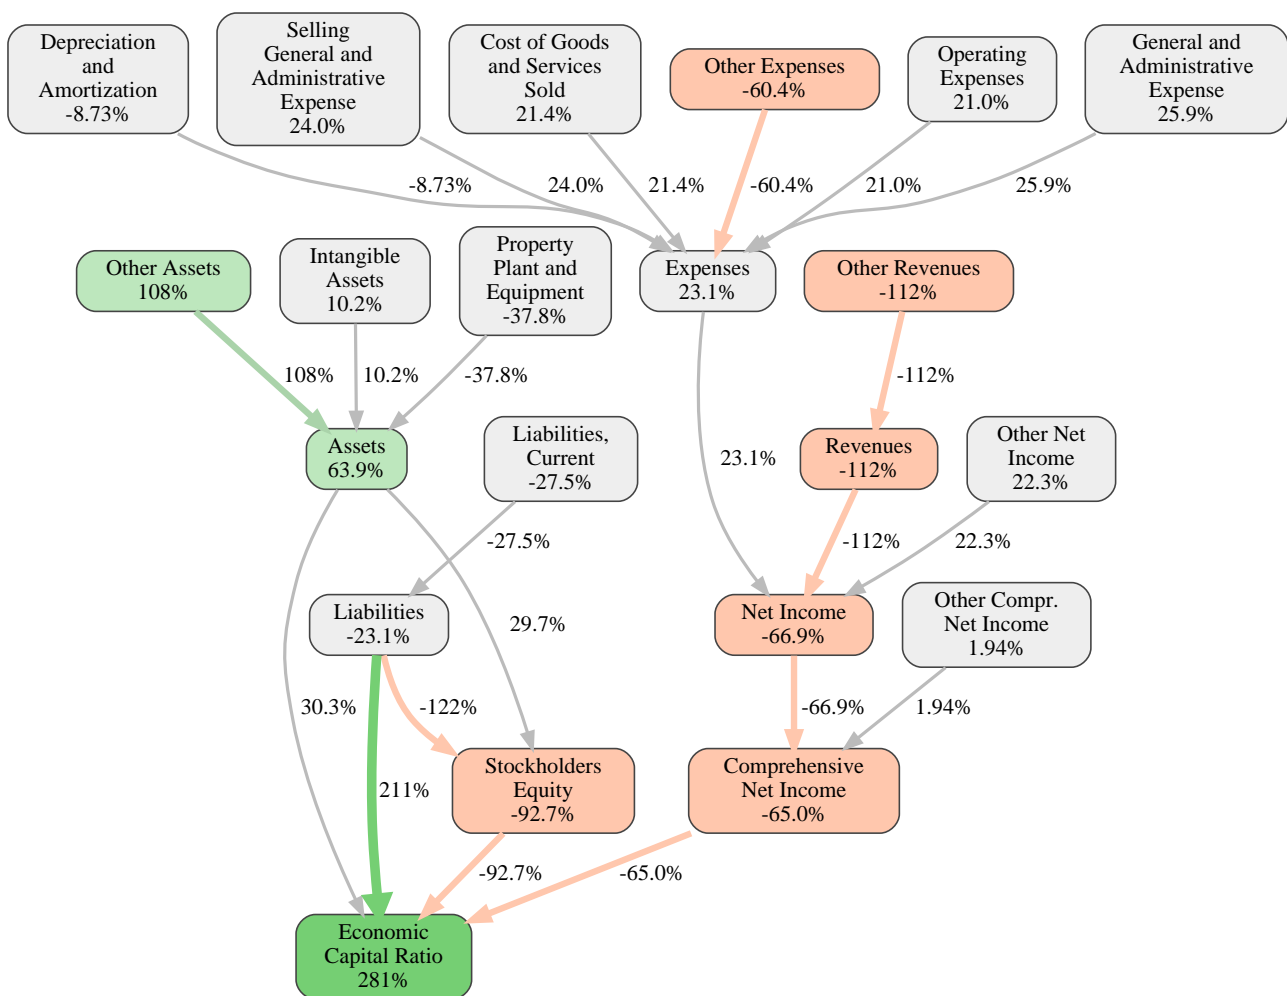 Depreciation
and
Amortization
-8.73%
Selling
General and
Administrative
Expense
24.0%
Cost of Goods
and Services
Sold
21.4%
Other Expenses
-60.4%
Operating
Expenses
21.0%
General and
Administrative
Expense
25.9%
-8.73%
24.0%
21.4%
-60.4%
21.0%
25.9%
Other Assets
108%
Intangible
Assets
10.2%
Property
Plant and
Equipment
-37.8%
Expenses
23.1%
Other Revenues
-112%
108%
10.2%
-37.8%
-112%
Assets
63.9%
Liabilities,
Current
-27.5%
23.1%
Revenues
-112%
Other Net
Income
22.3%
-27.5%
-112%
22.3%
Liabilities
-23.1%
29.7%
Net Income
-66.9%
Other Compr.
Net Income
1.94%
30.3%
-122%
-66.9%
1.94%
211%
Stockholders
Equity
-92.7%
Comprehensive
Net Income
-65.0%
-92.7%
-65.0%
Economic
Capital Ratio
281%